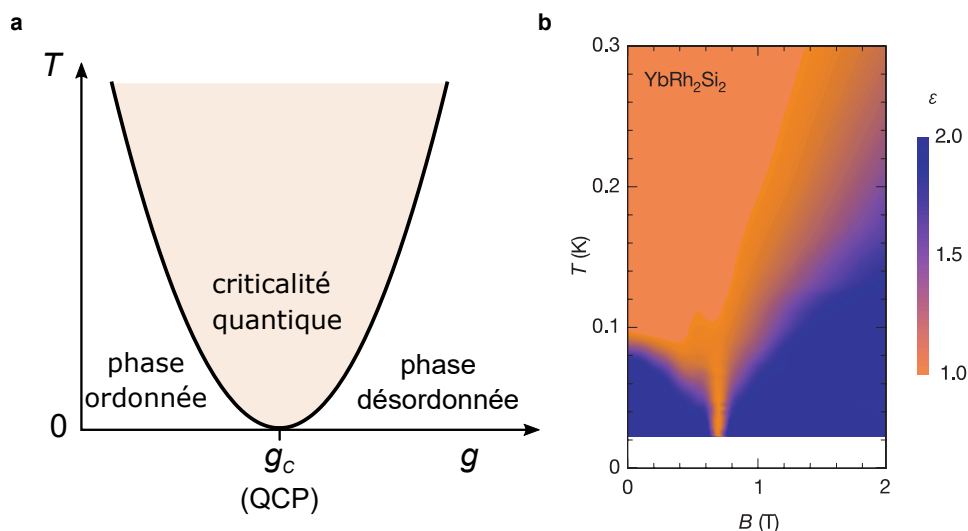 a
T
criticalité
quantique
phase
ordonnée
phase
désordonnée
0
g_c
g
(QCP)
b
0.3
YbRh₂Si₂
ε
2.0
0.2
T (K)
1.5
0.1
1.0
0
0
1
2
B (T)